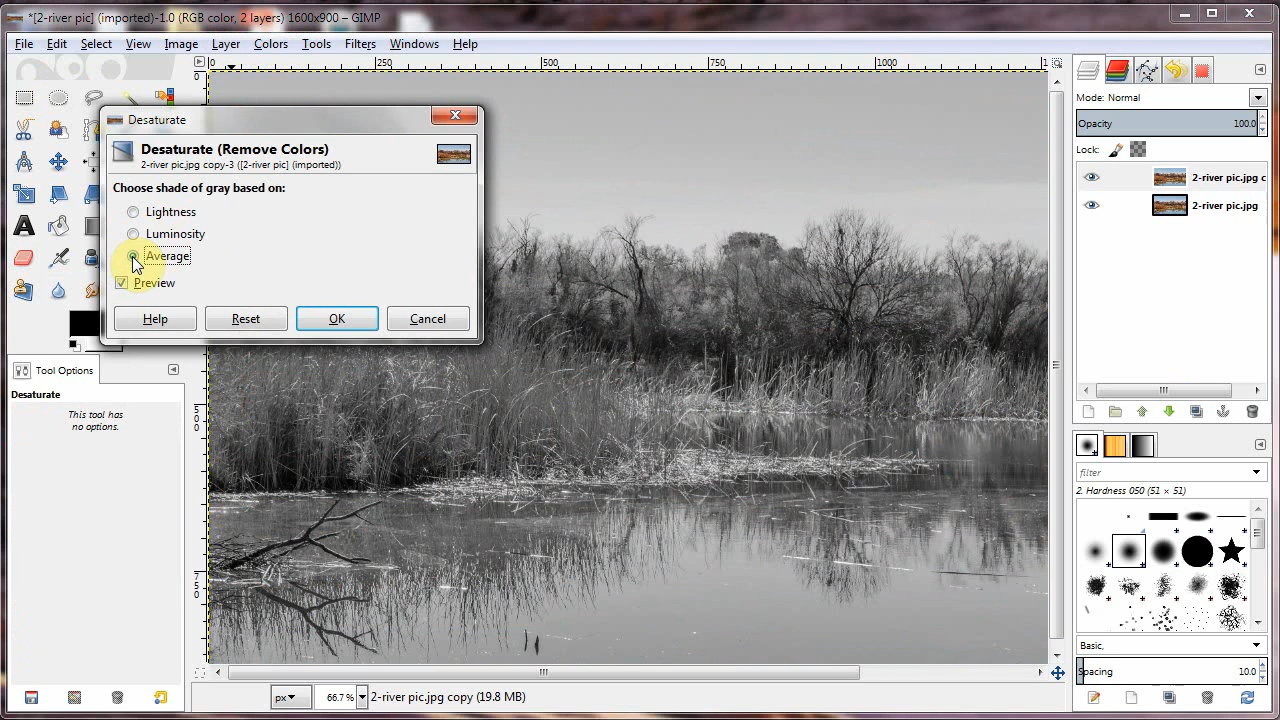 *[2-river pic] (imported)-1.0 (RGB color, 2 layers) 1600x900 – GIMP
File Edit Select View Image Layer Colors Tools Filters Windows Help
0 250 500 750 1000 1
0
Desaturate
Desaturate (Remove Colors)
2-river pic.jpg copy-3 ([2-river pic] (imported))
Choose shade of gray based on:
Lightness
Luminosity
Average
Preview
Help Reset OK Cancel
Tool Options
Desaturate
This tool has
no options.
500
750
px 66.7 % 2-river pic.jpg copy (19.8 MB)
Mode: Normal
Opacity 100.0
Lock:
2-river pic.jpg c
2-river pic.jpg
filter
2. Hardness 050 (51 × 51)
Basic,
Spacing 10.0